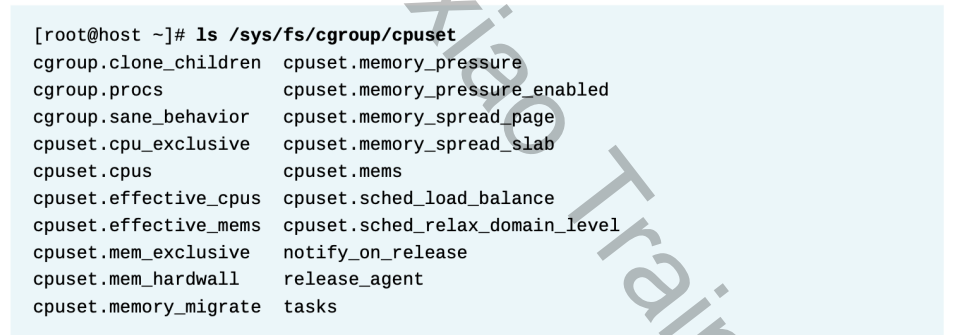 [root@host ~]# ls /sys/fs/cgroup/cpuset
cgroup.clone_children  cpuset.memory_pressure
cgroup.procs           cpuset.memory_pressure_enabled
cgroup.sane_behavior   cpuset.memory_spread_page
cpuset.cpu_exclusive   cpuset.memory_spread_slab
cpuset.cpus            cpuset.mems
cpuset.effective_cpus  cpuset.sched_load_balance
cpuset.effective_mems  cpuset.sched_relax_domain_level
cpuset.mem_exclusive   notify_on_release
cpuset.mem_hardwall    release_agent
cpuset.memory_migrate  tasks